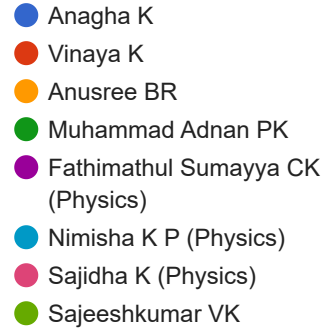 Anagha K
Vinaya K
Anusree BR
Muhammad Adnan PK
Fathimathul Sumayya CK
(Physics)
Nimisha K P (Physics)
Sajidha K (Physics)
Sajeeshkumar VK